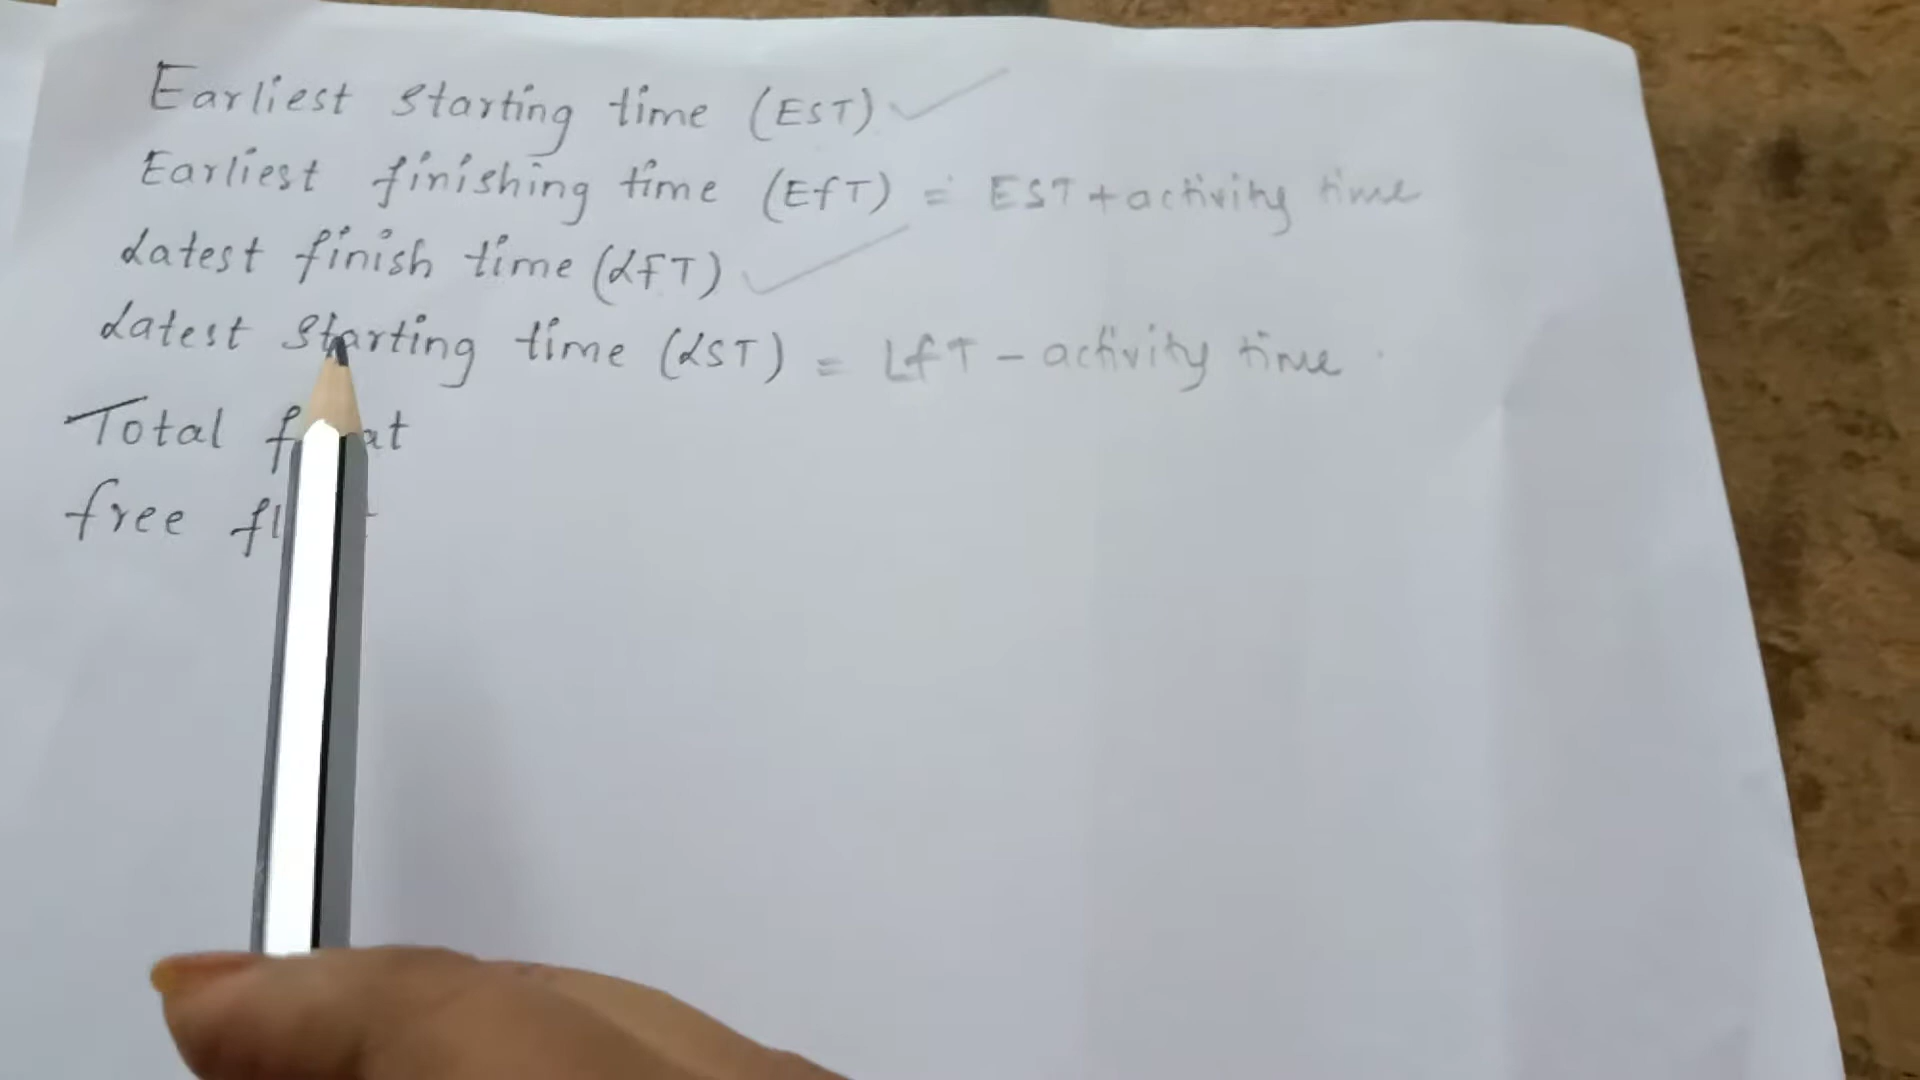 Earliest starting time (EST)
Earliest finishing time (EfT) = EST + activity time
Latest finish time (LFT)
Latest starting time (LST) = LfT - activity time
Total
free